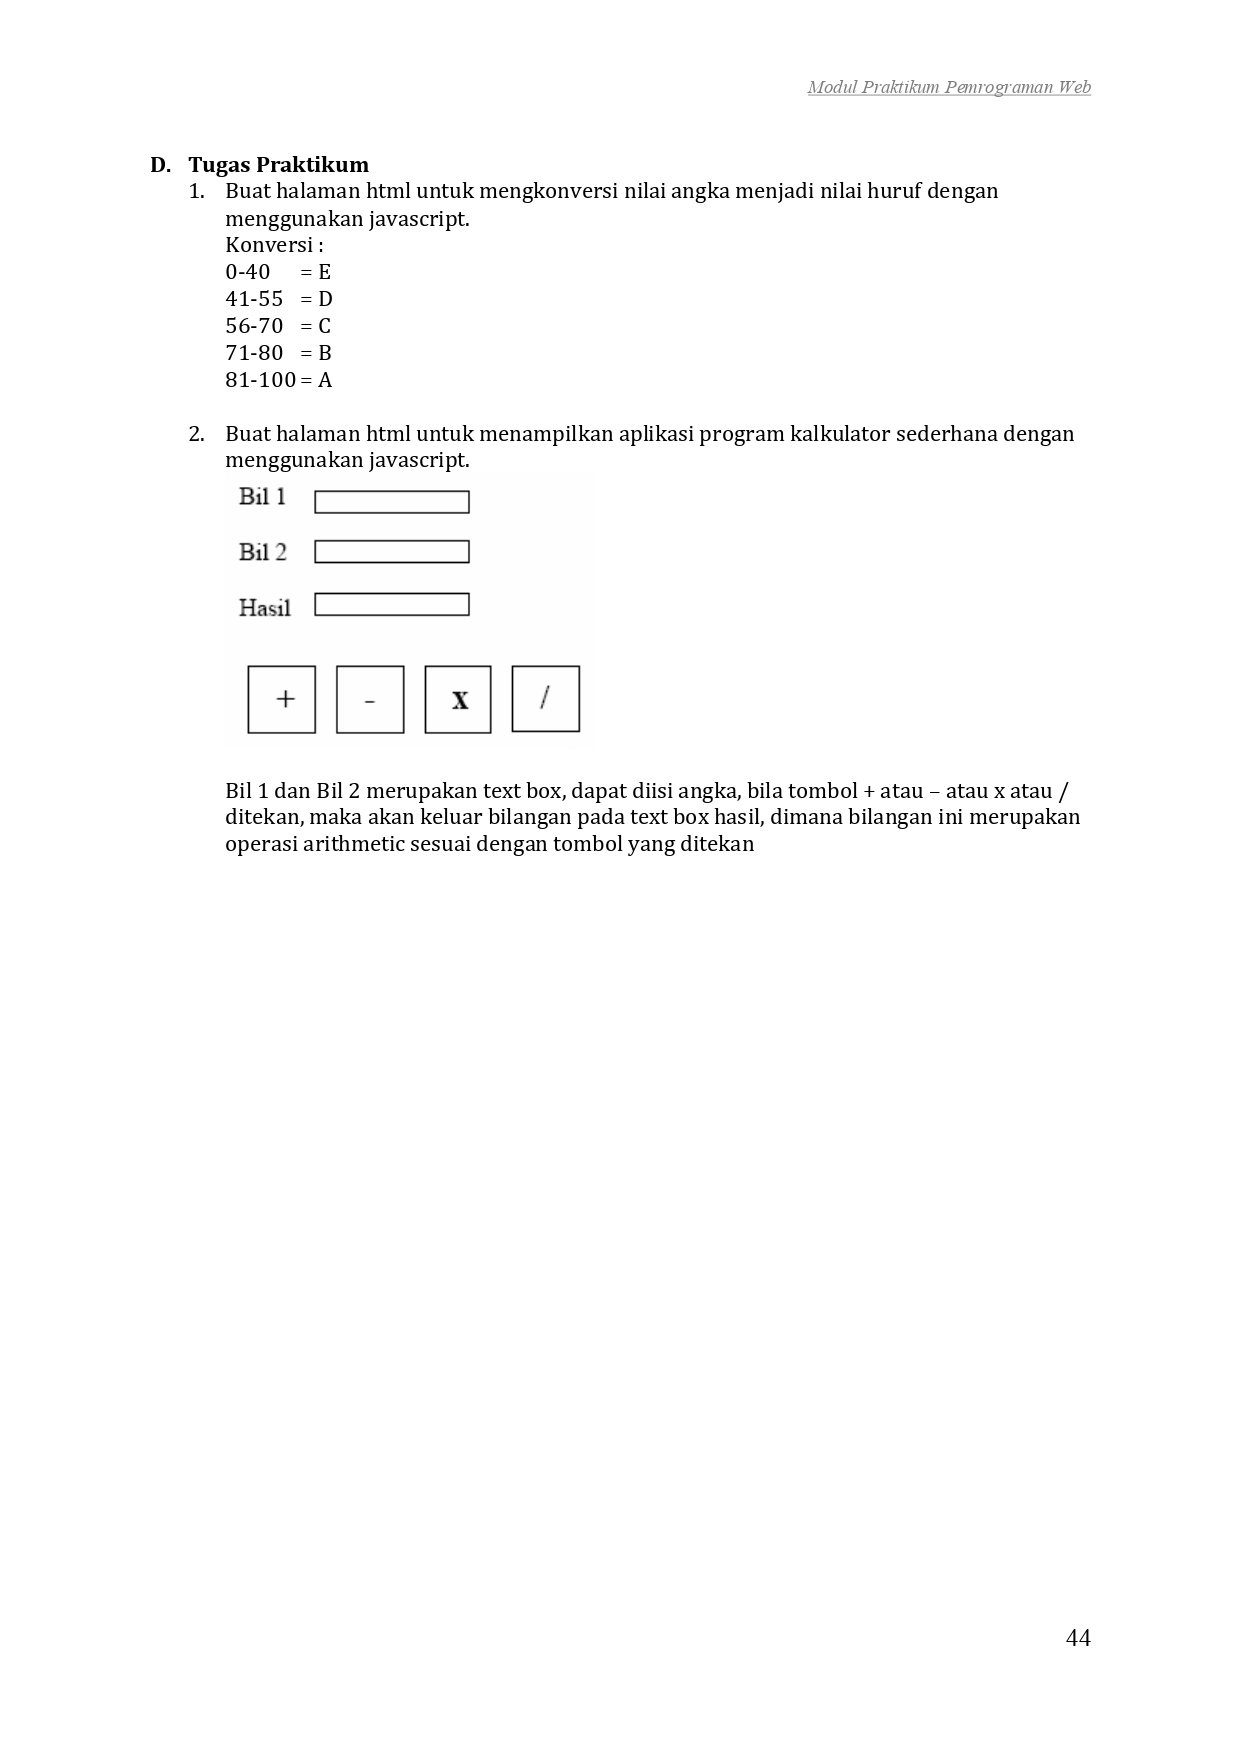 Modul Praktikum Pemrograman Web
D. Tugas Praktikum
1. Buat halaman html untuk mengkonversi nilai angka menjadi nilai huruf dengan
menggunakan javascript.
Konversi :
0-40 = E
41-55 = D
56-70 = C
71-80 = B
81-100 = A
2. Buat halaman html untuk menampilkan aplikasi program kalkulator sederhana dengan
menggunakan javascript.
Bil 1
Bil 2
Hasil
+ - x /
Bil 1 dan Bil 2 merupakan text box, dapat diisi angka, bila tombol + atau – atau x atau /
ditekan, maka akan keluar bilangan pada text box hasil, dimana bilangan ini merupakan
operasi arithmetic sesuai dengan tombol yang ditekan
44